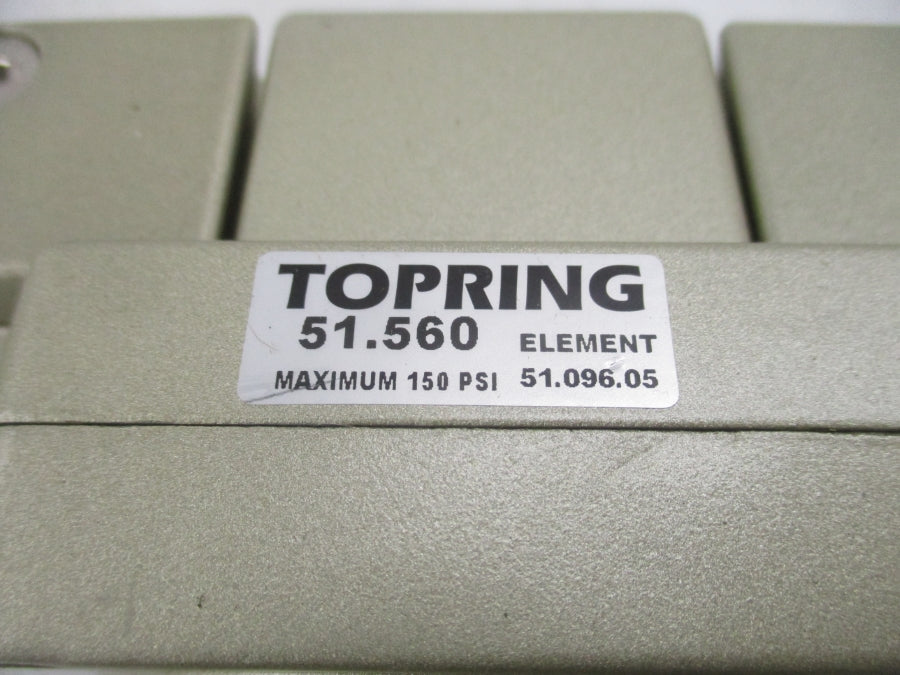 TOPRING
51.560
ELEMENT
MAXIMUM 150 PSI
51.096.05